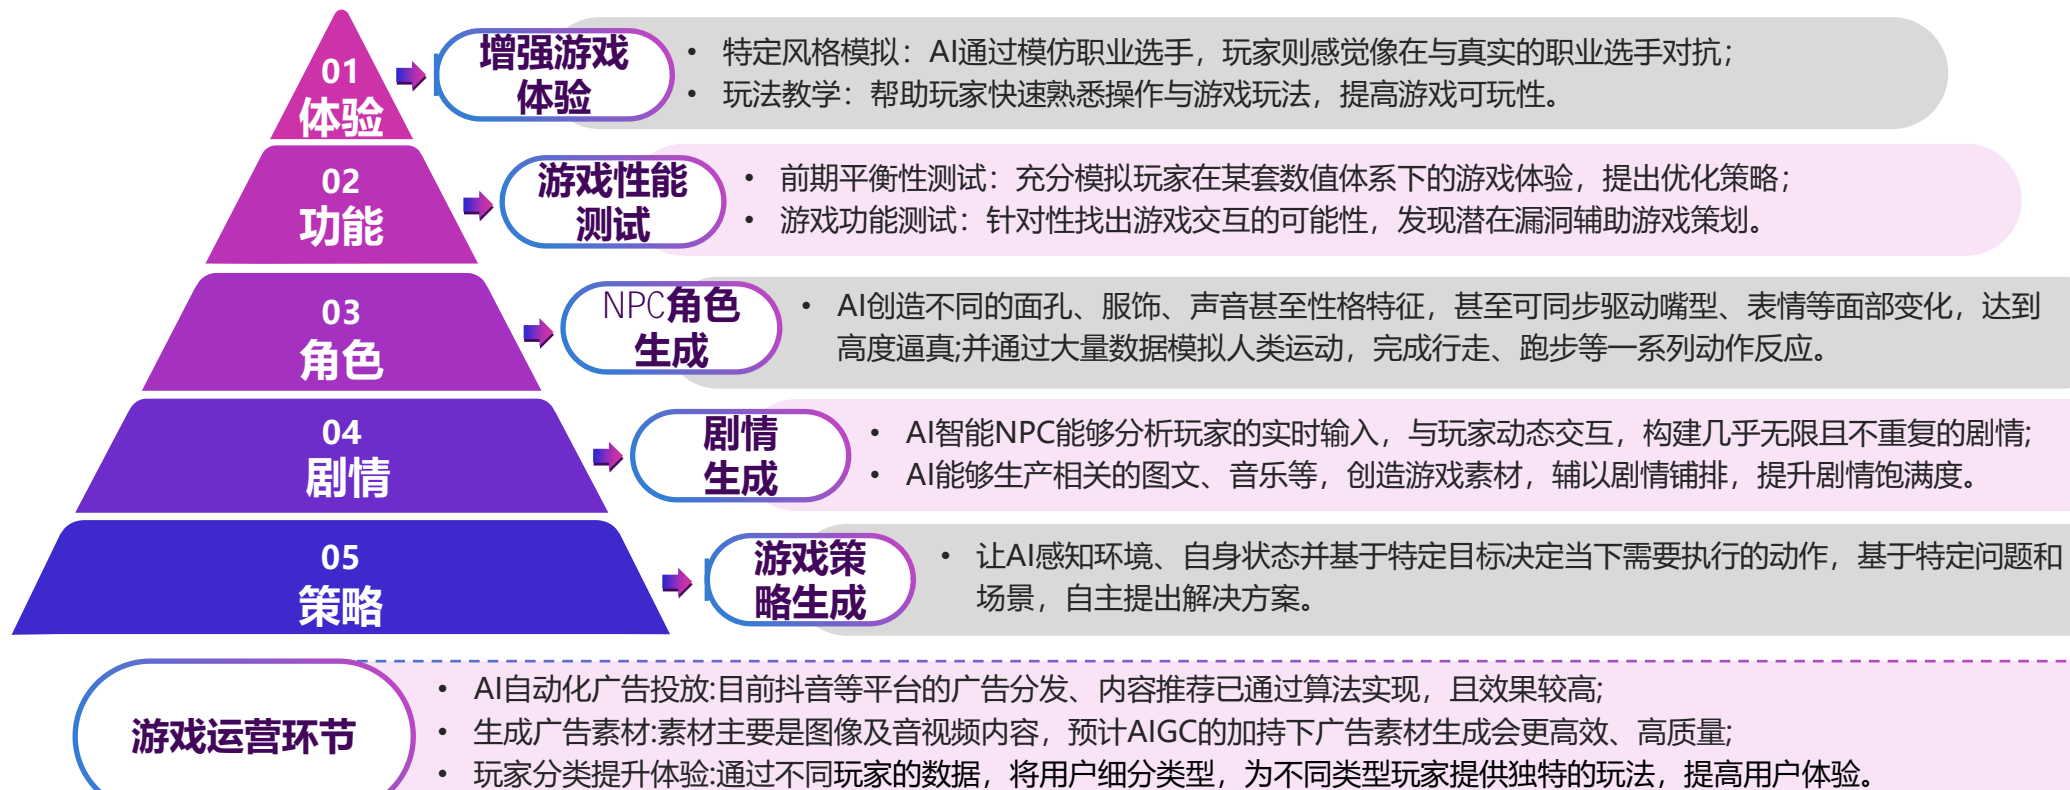 01
体验
增强游戏
体验
• 特定风格模拟：AI通过模仿职业选手，玩家则感觉像在与真实的职业选手对抗；
• 玩法教学：帮助玩家快速熟悉操作与游戏玩法，提高游戏可玩性。
02
功能
游戏性能
测试
• 前期平衡性测试：充分模拟玩家在某套数值体系下的游戏体验，提出优化策略；
• 游戏功能测试：针对性找出游戏交互的可能性，发现潜在漏洞辅助游戏策划。
03
角色
NPC角色
生成
• AI创造不同的面孔、服饰、声音甚至性格特征，甚至可同步驱动嘴型、表情等面部变化，达到
高度逼真;并通过大量数据模拟人类运动，完成行走、跑步等一系列动作反应。
04
剧情
剧情
生成
• AI智能NPC能够分析玩家的实时输入，与玩家动态交互，构建几乎无限且不重复的剧情;
• AI能够生产相关的图文、音乐等，创造游戏素材，辅以剧情铺排，提升剧情饱满度。
05
策略
游戏策
略生成
• 让AI感知环境、自身状态并基于特定目标决定当下需要执行的动作，基于特定问题和
场景，自主提出解决方案。
游戏运营环节
• AI自动化广告投放:目前抖音等平台的广告分发、内容推荐已通过算法实现，且效果较高;
• 生成广告素材:素材主要是图像及音视频内容，预计AIGC的加持下广告素材生成会更高效、高质量;
• 玩家分类提升体验:通过不同玩家的数据，将用户细分类型，为不同类型玩家提供独特的玩法，提高用户体验。